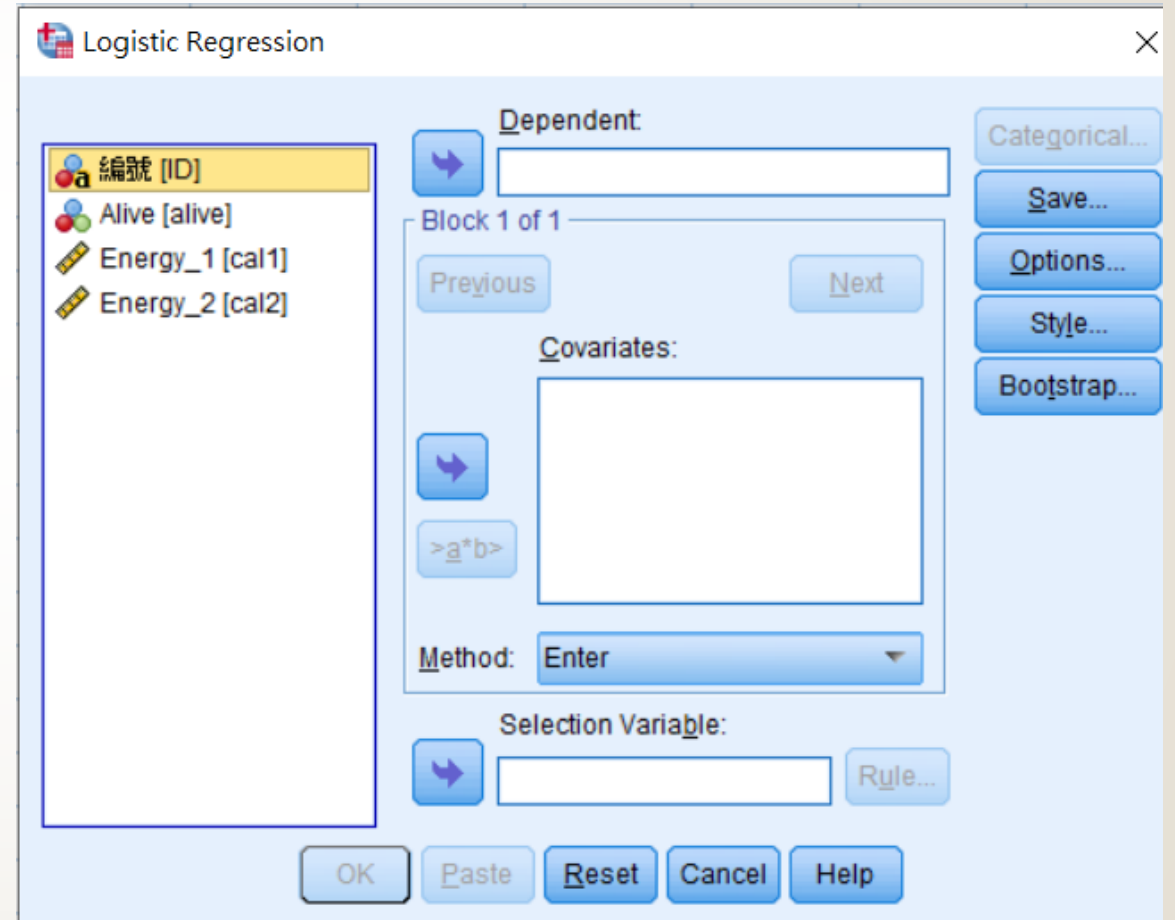 Logistic Regression
編號 [ID]
Alive [alive]
Energy_1 [cal1]
Energy_2 [cal2]
Dependent:
Block 1 of 1
Previous
Next
Covariates:
>a*b>
Method:
Enter
Selection Variable:
Rule...
Categorical...
Save...
Options...
Style...
Bootstrap...
OK
Paste
Reset
Cancel
Help